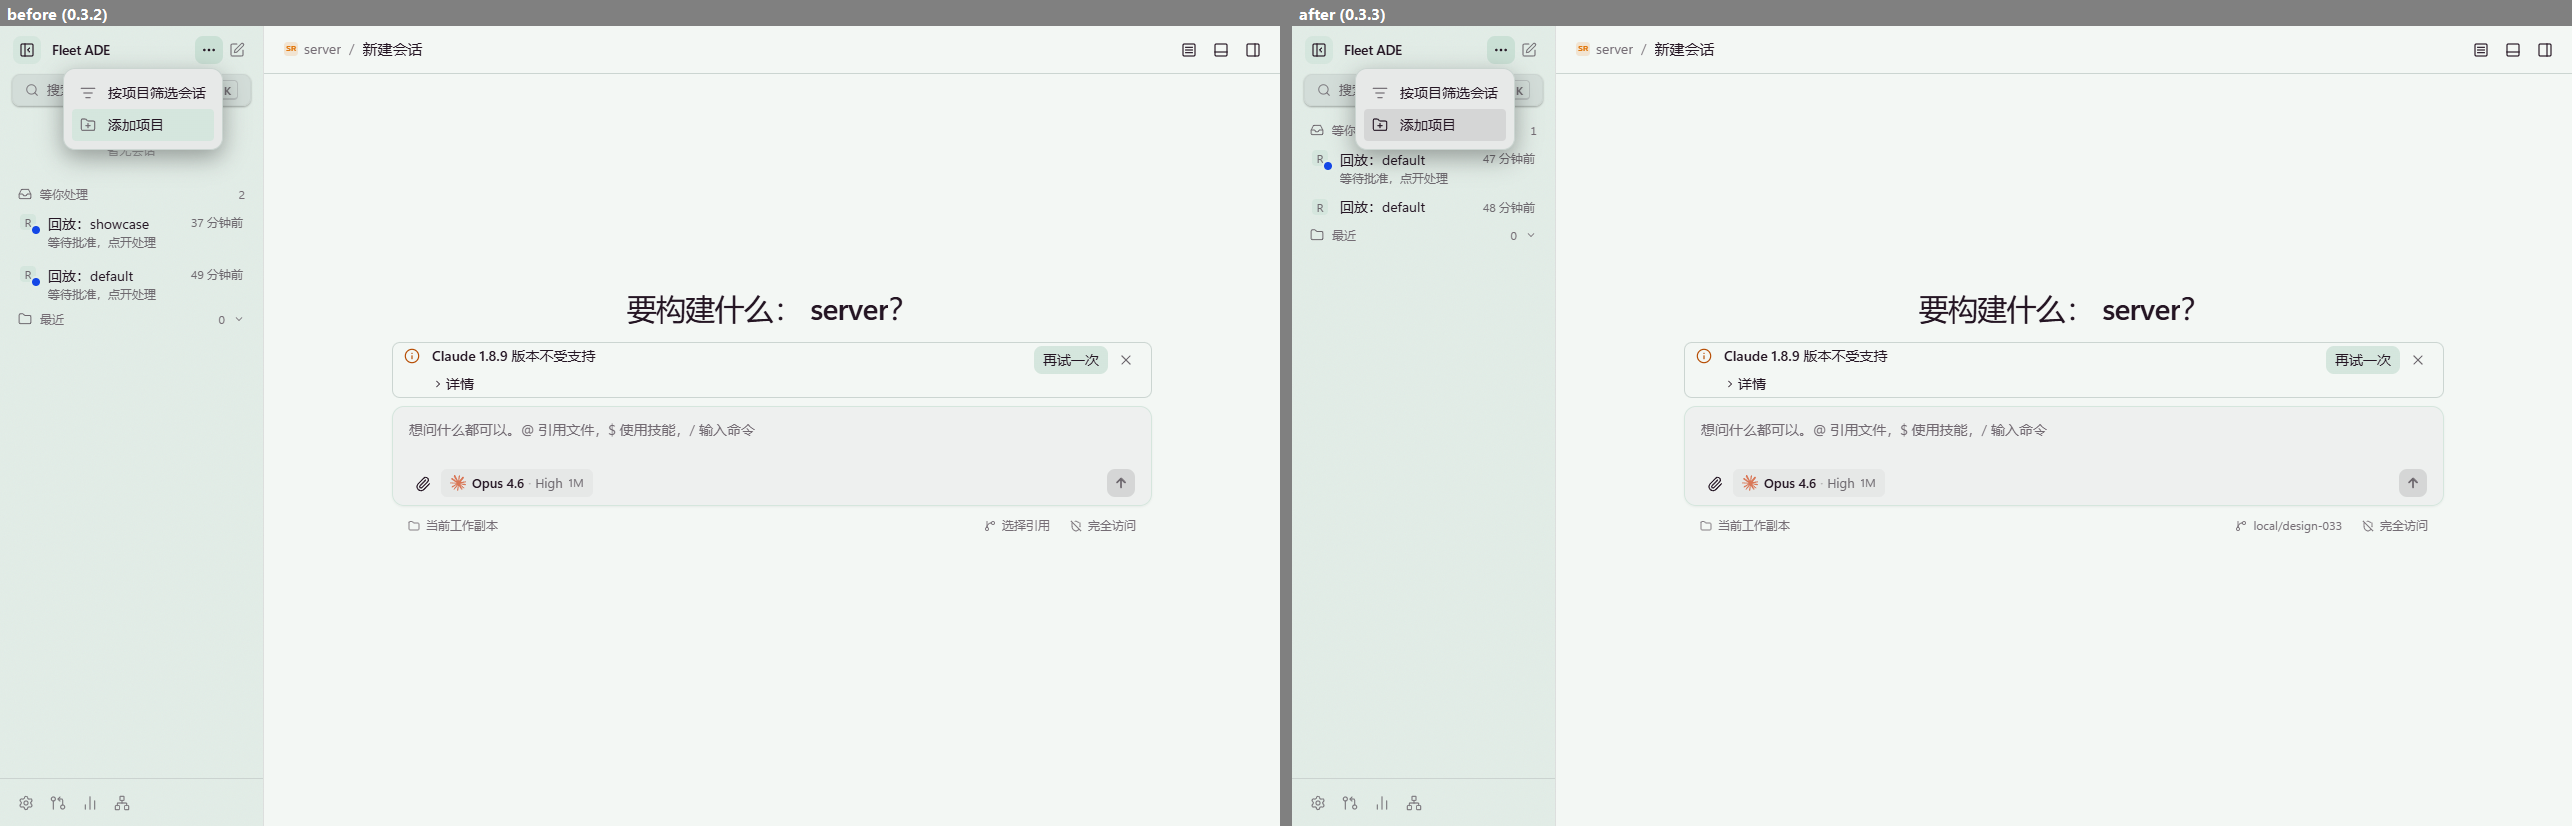 before (0.3.2)
Fleet ADE
搜
K
按项目筛选会话
添加项目
暂无会话
等你处理 2
R 回放：showcase 37 分钟前
等待批准，点开处理
R 回放：default 49 分钟前
等待批准，点开处理
最近 0
SR server / 新建会话
要构建什么： server？
Claude 1.8.9 版本不受支持
再试一次
详情
想问什么都可以。@ 引用文件，$ 使用技能，/ 输入命令
Opus 4.6 · High 1M
当前工作副本
选择引用
完全访问
after (0.3.3)
Fleet ADE
搜
K
按项目筛选会话
添加项目
等你 1
R 回放：default 47 分钟前
等待批准，点开处理
R 回放：default 48 分钟前
最近 0
SR server / 新建会话
要构建什么： server？
Claude 1.8.9 版本不受支持
再试一次
详情
想问什么都可以。@ 引用文件，$ 使用技能，/ 输入命令
Opus 4.6 · High 1M
当前工作副本
local/design-033
完全访问